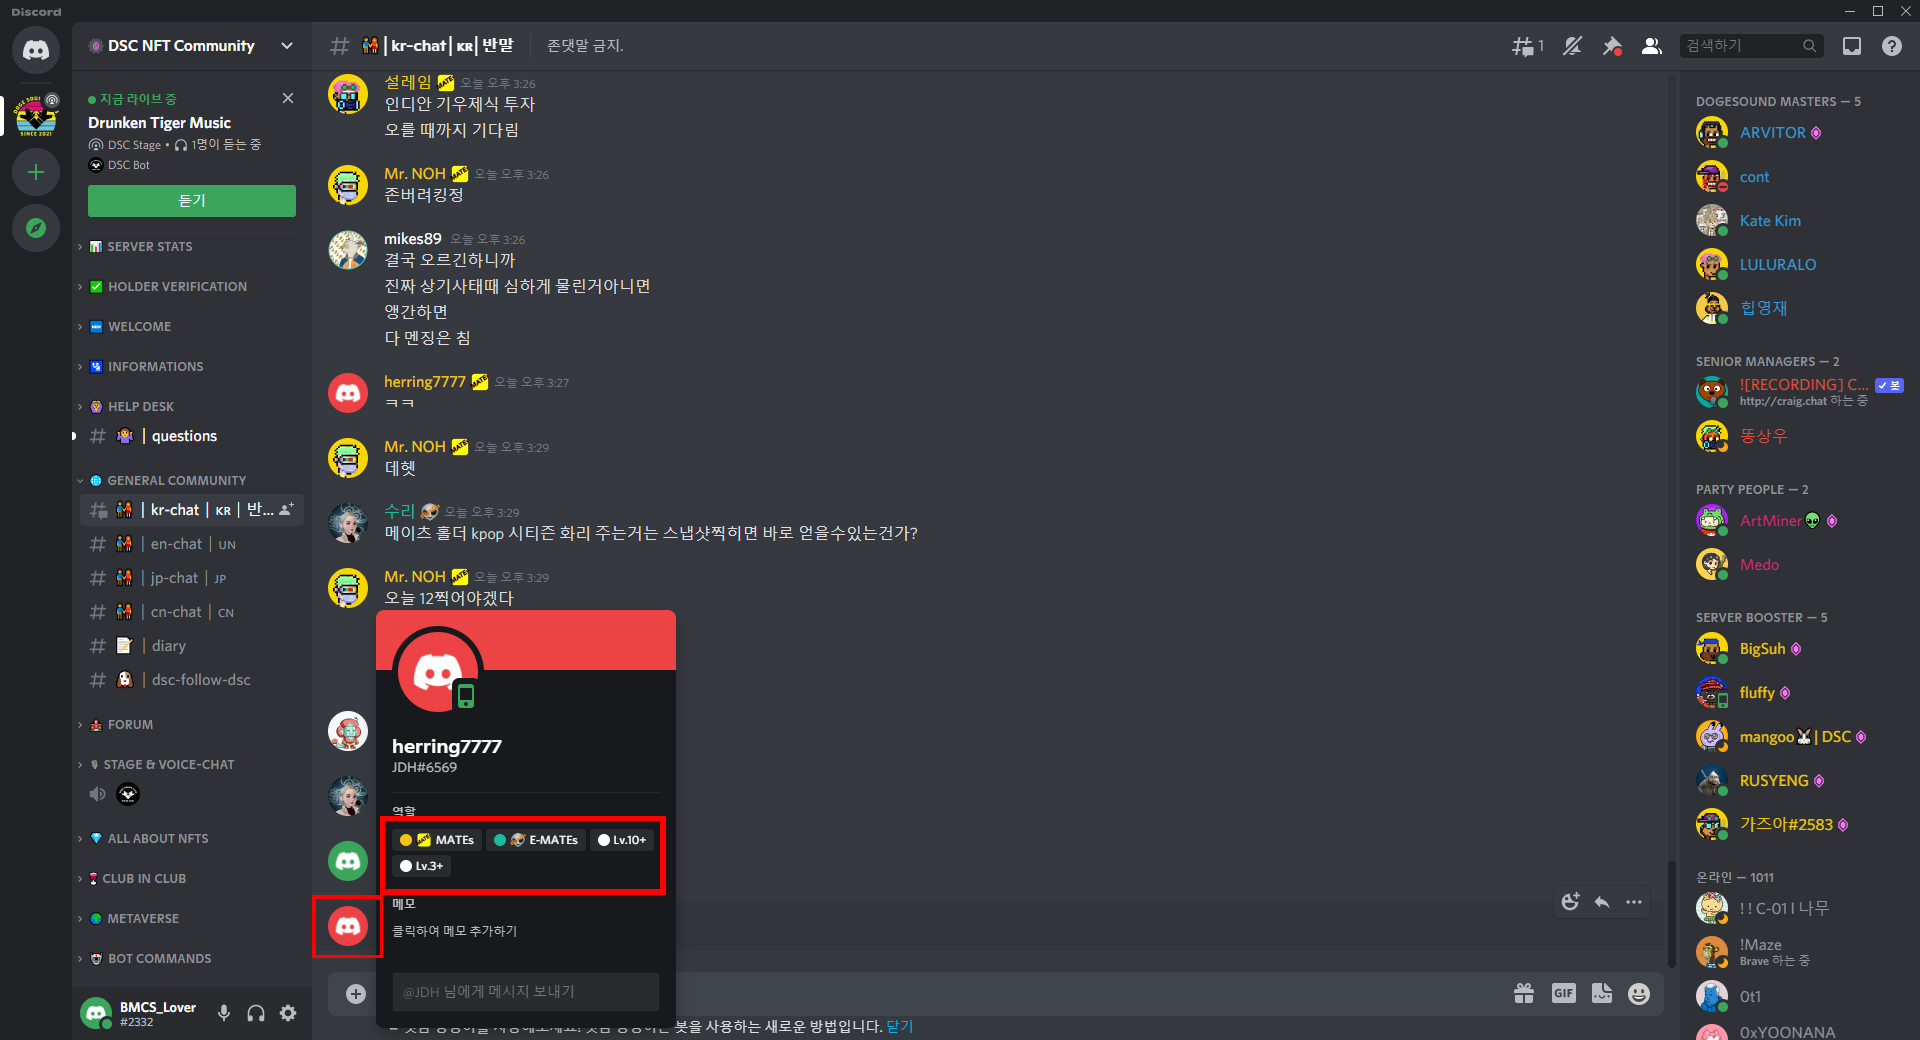 Discord
DSC NFT Community
지금 라이브 중
Drunken Tiger Music
DSC Stage • 1명이 듣는 중
DSC Bot
듣기
SERVER STATS
HOLDER VERIFICATION
WELCOME
INFORMATIONS
HELP DESK
# | questions
GENERAL COMMUNITY
# | kr-chat | KR | 반...
# | en-chat | UN
# | jp-chat | JP
# | cn-chat | CN
# | diary
# | dsc-follow-dsc
FORUM
STAGE & VOICE-CHAT
ALL ABOUT NFTS
CLUB IN CLUB
METAVERSE
BOT COMMANDS
BMCS_Lover
#2332
# | kr-chat | KR | 반말
존댓말 금지.
1
검색하기
설레임 MATE 오늘 오후 3:26
인디안 기우제식 투자
오를 때까지 기다림
Mr. NOH MATE 오늘 오후 3:26
존버려킹정
mikes89 오늘 오후 3:26
결국 오르긴하니까
진짜 상기사태때 심하게 물린거아니면
앵간하면
다 멘징은 침
herring7777 MATE 오늘 오후 3:27
ㅋㅋ
Mr. NOH MATE 오늘 오후 3:29
데헷
수리 오늘 오후 3:29
메이츠 홀더 kpop 시티즌 화리 주는거는 스냅샷찍히면 바로 얻을수있는건가?
Mr. NOH MATE 오늘 오후 3:29
오늘 12찍어야겠다
herring7777
JDH#6569
역할
MATEs
E-MATEs
Lv.10+
Lv.3+
메모
클릭하여 메모 추가하기
@JDH 님에게 메시지 보내기
GIF
봇을 사용하는 새로운 방법입니다. 닫기
DOGESOUND MASTERS — 5
ARVITOR
cont
Kate Kim
LULURALO
힙영재
SENIOR MANAGERS — 2
![RECORDING] C... 봇
http://craig.chat 하는 중
똥상우
PARTY PEOPLE — 2
ArtMiner
Medo
SERVER BOOSTER — 5
BigSuh
fluffy
mangoo | DSC
RUSYENG
가즈아#2583
온라인 — 1011
! ! C-01 l 나무
!Maze
Brave 하는 중
0t1
0xYOONANA